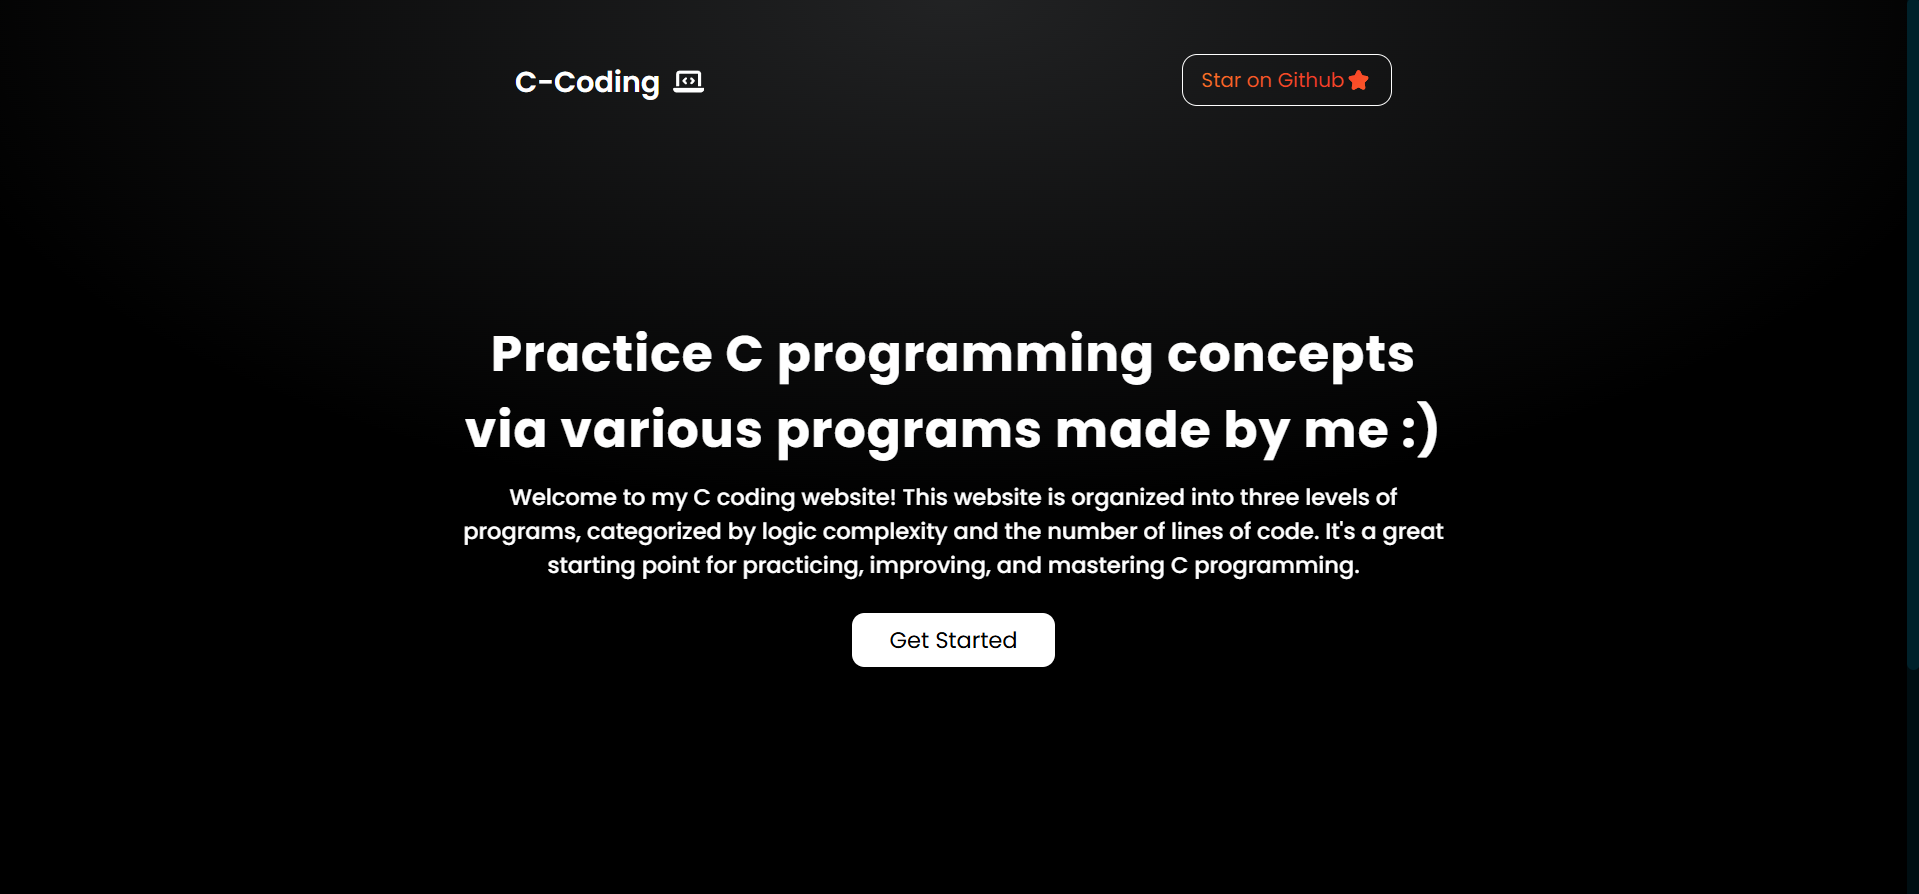 C-Coding
Star on Github
Practice C programming concepts
via various programs made by me :)
Welcome to my C coding website! This website is organized into three levels of
programs, categorized by logic complexity and the number of lines of code. It's a great
starting point for practicing, improving, and mastering C programming.
Get Started